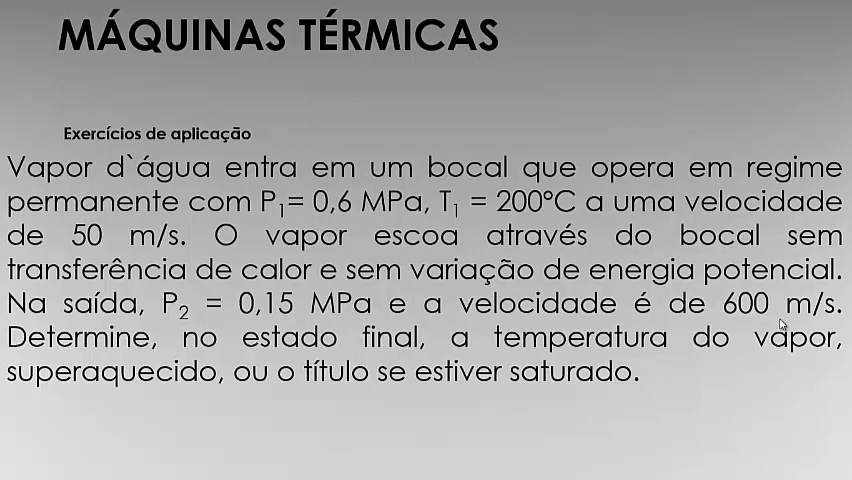 MÁQUINAS TÉRMICAS
Exercícios de aplicação
Vapor d`água entra em um bocal que opera em regime
permanente com P₁= 0,6 MPa, T₁ = 200°C a uma velocidade
de 50 m/s. O vapor escoa através do bocal sem
transferência de calor e sem variação de energia potencial.
Na saída, P₂ = 0,15 MPa e a velocidade é de 600 m/s.
Determine, no estado final, a temperatura do vapor,
superaquecido, ou o título se estiver saturado.